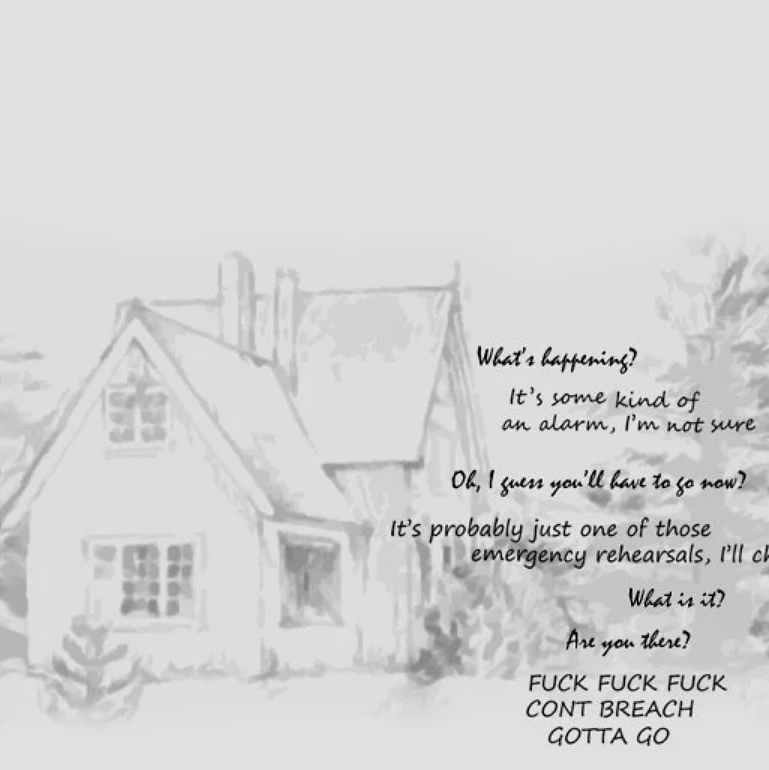 What's happening?
It's some kind of
an alarm, I'm not sure
Oh, I guess you'll have to go now?
It's probably just one of those
emergency rehearsals, I'll
What is it?
Are you there?
FUCK FUCK FUCK
CONT BREACH
GOTTA GO